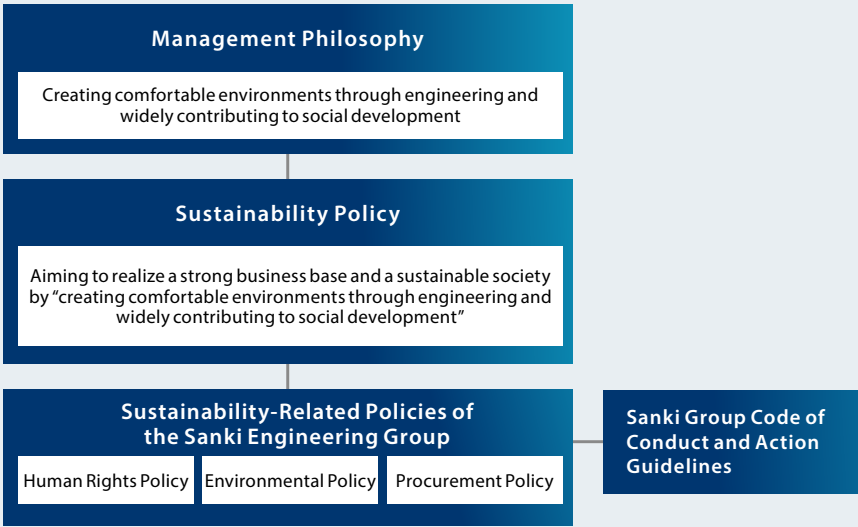 Management Philosophy
Creating comfortable environments through engineering and
widely contributing to social development
Sustainability Policy
Aiming to realize a strong business base and a sustainable society
by “creating comfortable environments through engineering and
widely contributing to social development”
Sustainability-Related Policies of
the Sanki Engineering Group
Human Rights Policy
Environmental Policy
Procurement Policy
Sanki Group Code of
Conduct and Action
Guidelines